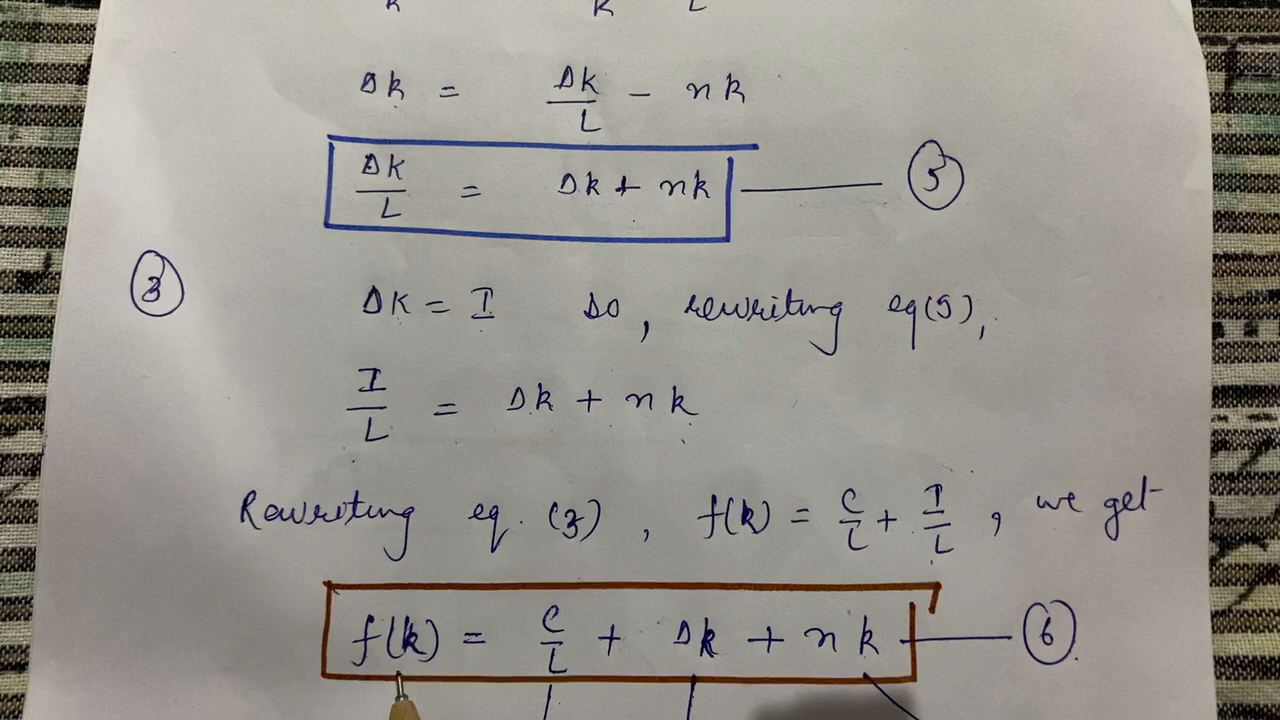 Δk = Δk/L - nk
ΔK/L = Δk + nk ⑤
③ ΔK = I so, rewriting eq(5),
I/L = Δk + nk
Rewriting eq. (3), f(k) = C/L + I/L, we get
f(k) = C/L + Δk + nk ⑥